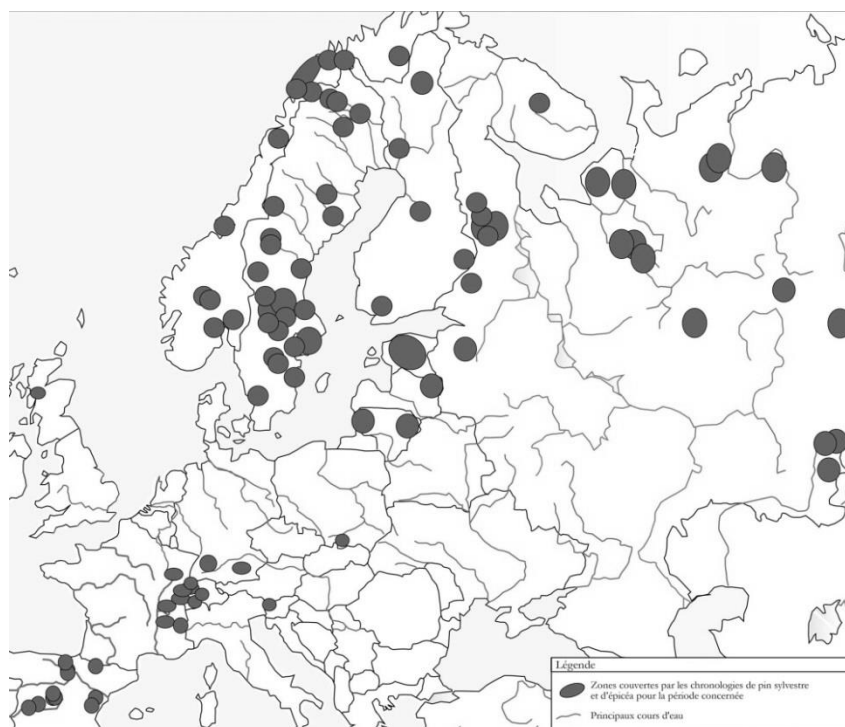 Légende
Zones couvertes par les chronologies de pin sylvestre
et d'épicéa pour la période concernée
Principaux cours d'eau